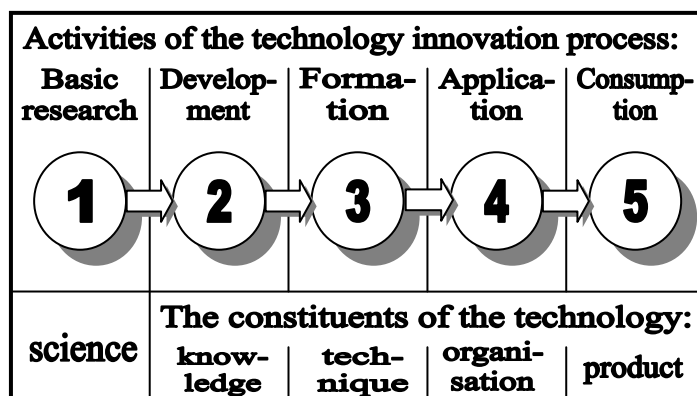 Activities of the technology innovation process:
Basic research
Develop-
ment
Forma-
tion
Applica-
tion
Consump-
tion
1 2 3 4 5
science
The constituents of the technology:
know-
ledge
tech-
nique
organi-
sation
product